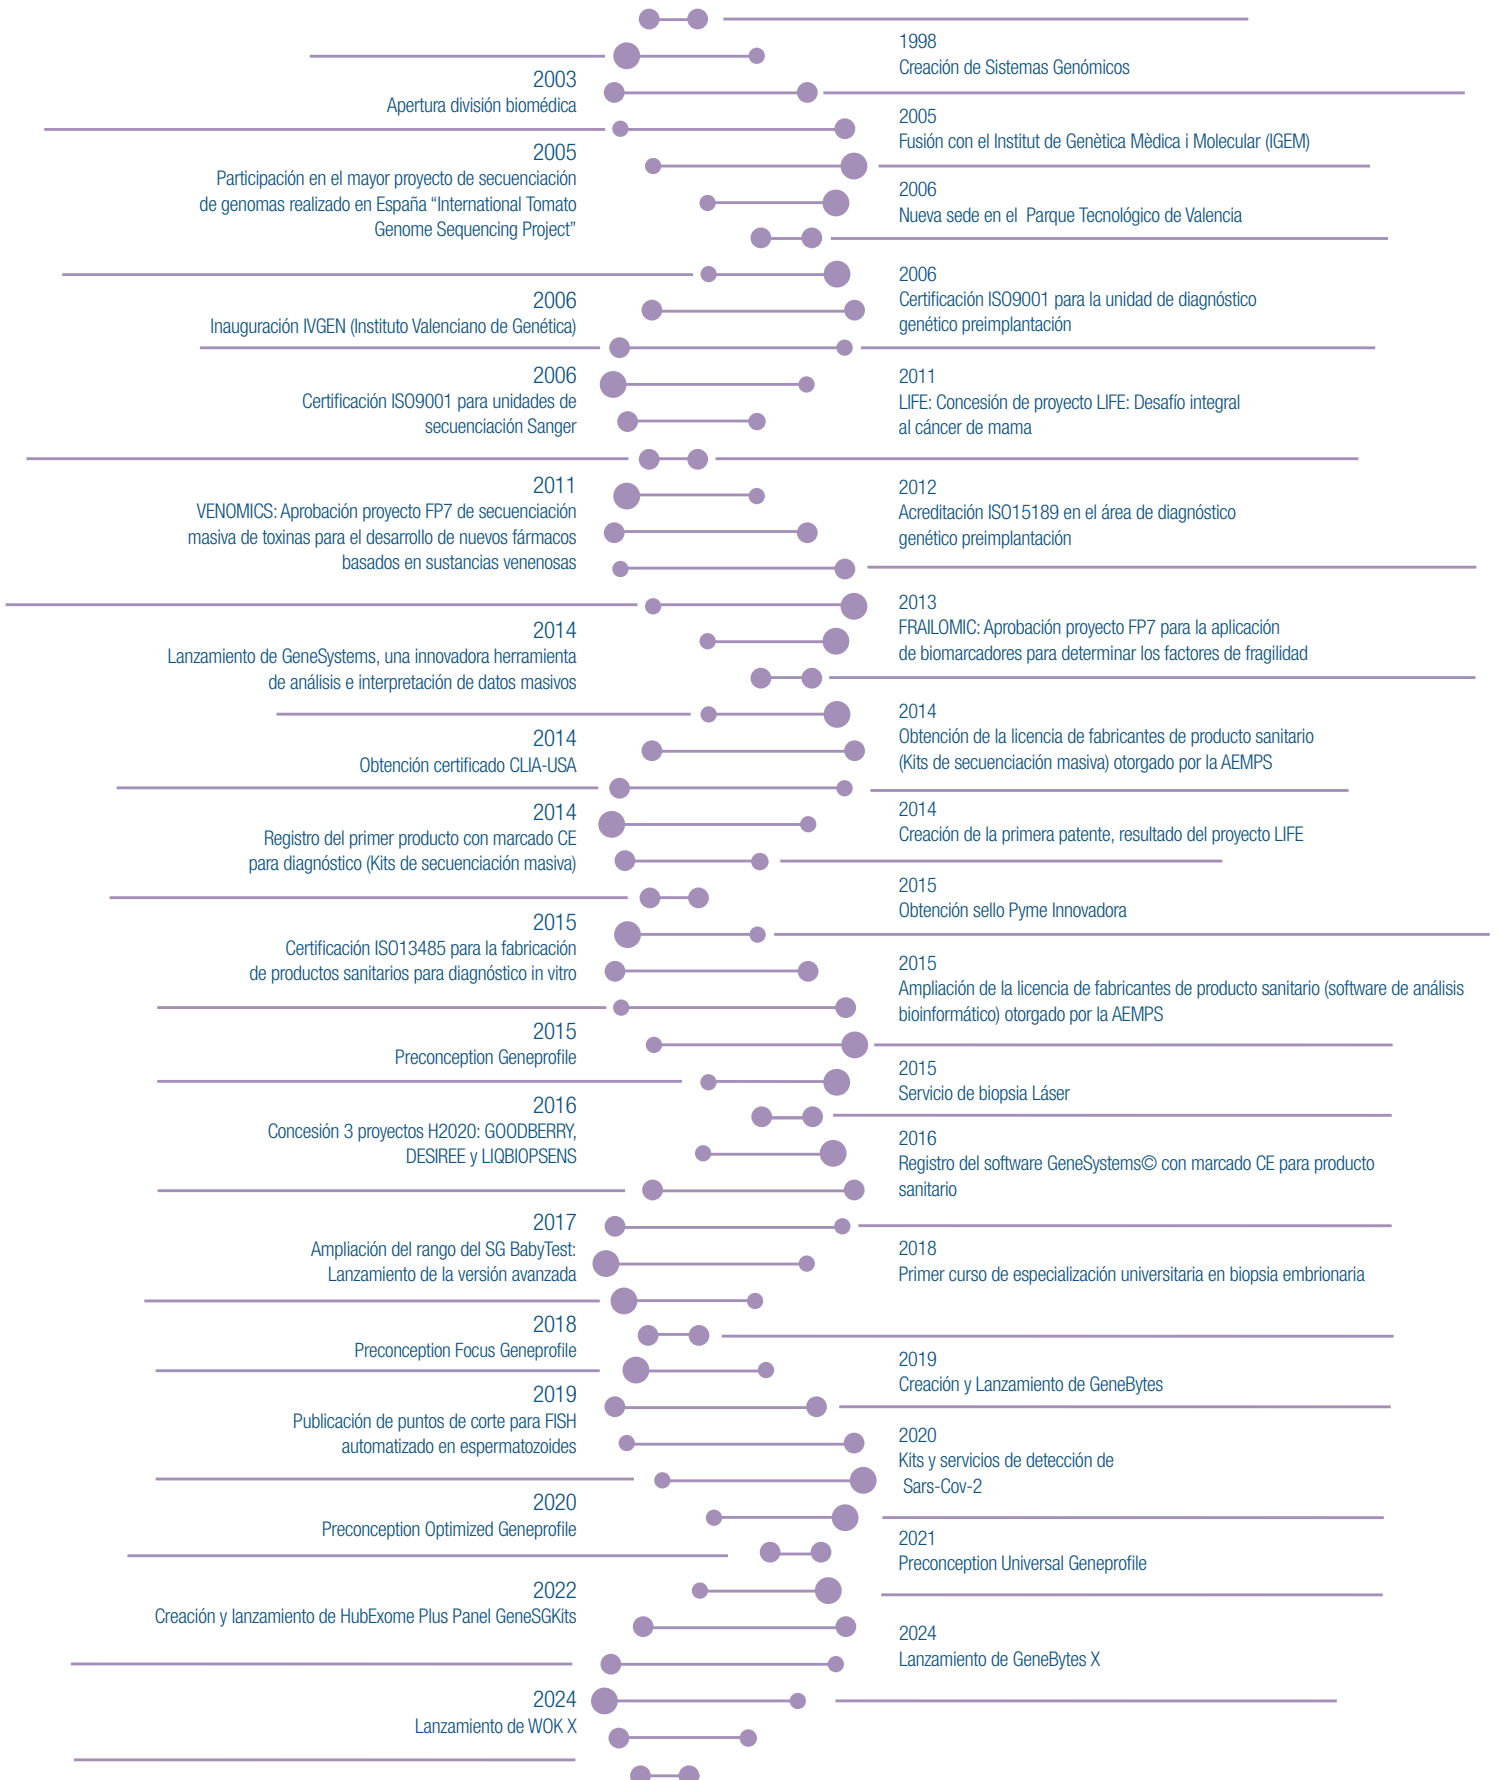 1998
Creación de Sistemas Genómicos
2003
Apertura división biomédica
2005
Fusión con el Institut de Genètica Mèdica i Molecular (IGEM)
2005
Participación en el mayor proyecto de secuenciación
de genomas realizado en España “International Tomato
Genome Sequencing Project”
2006
Nueva sede en el Parque Tecnológico de Valencia
2006
Certificación ISO9001 para la unidad de diagnóstico
genético preimplantación
2006
Inauguración IVGEN (Instituto Valenciano de Genética)
2006
Certificación ISO9001 para unidades de
secuenciación Sanger
2011
LIFE: Concesión de proyecto LIFE: Desafío integral
al cáncer de mama
2011
VENOMICS: Aprobación proyecto FP7 de secuenciación
masiva de toxinas para el desarrollo de nuevos fármacos
basados en sustancias venenosas
2012
Acreditación ISO15189 en el área de diagnóstico
genético preimplantación
2013
FRAILOMIC: Aprobación proyecto FP7 para la aplicación
de biomarcadores para determinar los factores de fragilidad
2014
Lanzamiento de GeneSystems, una innovadora herramienta
de análisis e interpretación de datos masivos
2014
Obtención de la licencia de fabricantes de producto sanitario
(Kits de secuenciación masiva) otorgado por la AEMPS
2014
Obtención certificado CLIA-USA
2014
Creación de la primera patente, resultado del proyecto LIFE
2014
Registro del primer producto con marcado CE
para diagnóstico (Kits de secuenciación masiva)
2015
Obtención sello Pyme Innovadora
2015
Certificación ISO13485 para la fabricación
de productos sanitarios para diagnóstico in vitro
2015
Ampliación de la licencia de fabricantes de producto sanitario (software de análisis
bioinformático) otorgado por la AEMPS
2015
Preconception Geneprofile
2015
Servicio de biopsia Láser
2016
Concesión 3 proyectos H2020: GOODBERRY,
DESIREE y LIQBIOPSENS
2016
Registro del software GeneSystems© con marcado CE para producto
sanitario
2017
Ampliación del rango del SG BabyTest:
Lanzamiento de la versión avanzada
2018
Primer curso de especialización universitaria en biopsia embrionaria
2018
Preconception Focus Geneprofile
2019
Creación y Lanzamiento de GeneBytes
2019
Publicación de puntos de corte para FISH
automatizado en espermatozoides
2020
Kits y servicios de detección de
Sars-Cov-2
2020
Preconception Optimized Geneprofile
2021
Preconception Universal Geneprofile
2022
Creación y lanzamiento de HubExome Plus Panel GeneSGKits
2024
Lanzamiento de GeneBytes X
2024
Lanzamiento de WOK X